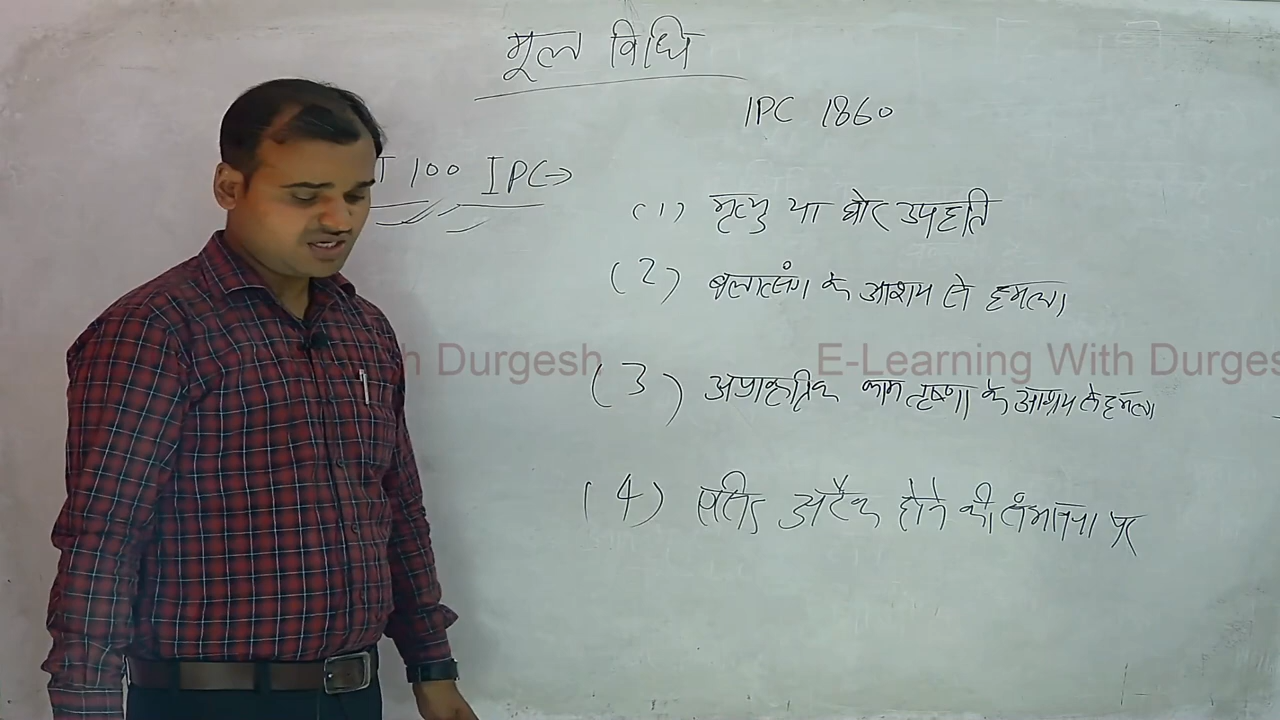 मूल विधि
IPC 1860
T 100 IPC→
(1) मृत्यु या घोर उपहति
(2) बलात्संग के आशय से हमला
(3) अप्राकृतिक काम तृष्णा के आशय से हमला
(4) एसिड अटैक होने की संभावना पर
th Durgesh
E-Learning With Durges